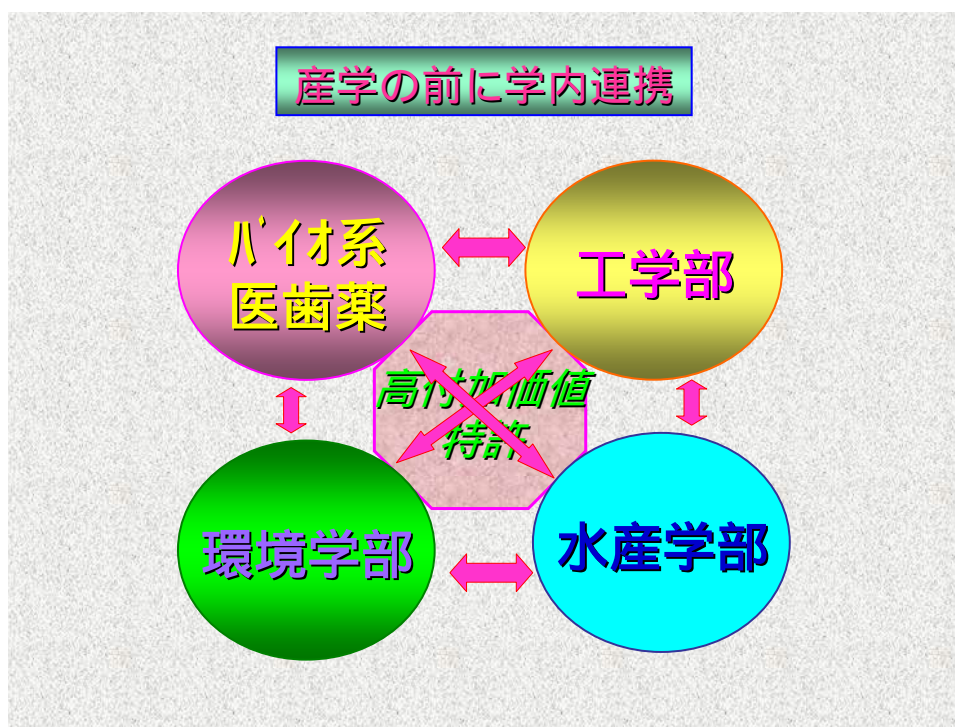 産学の前に学内連携
ﾊﾞｲｵ系
医歯薬
工学部
高付加価値
特許
環境学部
水産学部